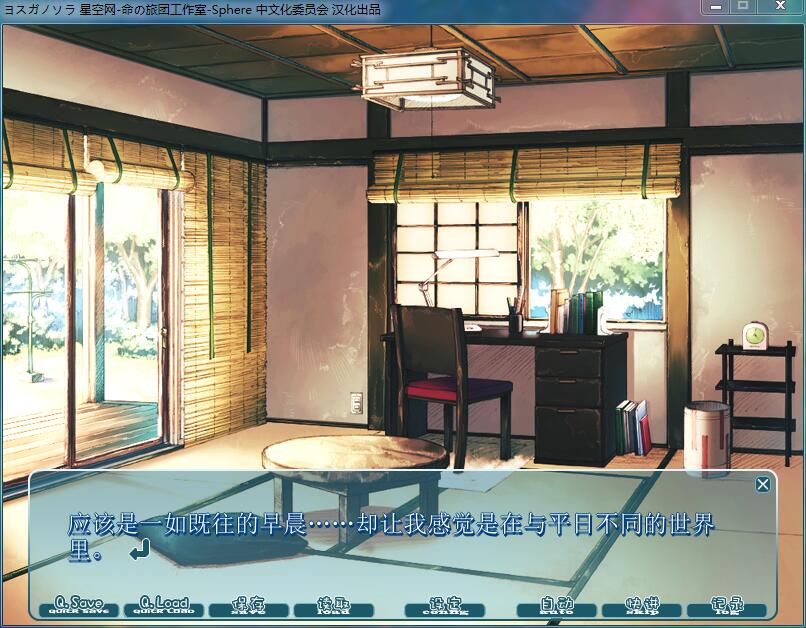 ヨスガノソラ 星空网-命の旅团工作室-Sphere 中文化委员会 汉化出品
应该是一如既往的早晨……却让我感觉是在与平日不同的世界
里。
Q.Save Q.Load 保存 读取 设定 自动 快进 记录
quick save quick load save load config auto skip log